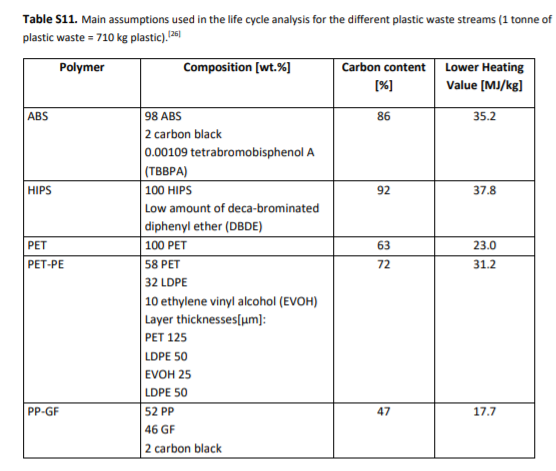 Table S11. Main assumptions used in the life cycle analysis for the different plastic waste streams (1 tonne of
plastic waste = 710 kg plastic).[26]
Polymer Composition [wt.%] Carbon content [%] Lower Heating Value [MJ/kg]
ABS 98 ABS 86 35.2
2 carbon black
0.00109 tetrabromobisphenol A
(TBBPA)
HIPS 100 HIPS 92 37.8
Low amount of deca-brominated
diphenyl ether (DBDE)
PET 100 PET 63 23.0
PET-PE 58 PET 72 31.2
32 LDPE
10 ethylene vinyl alcohol (EVOH)
Layer thicknesses[µm]:
PET 125
LDPE 50
EVOH 25
LDPE 50
PP-GF 52 PP 47 17.7
46 GF
2 carbon black